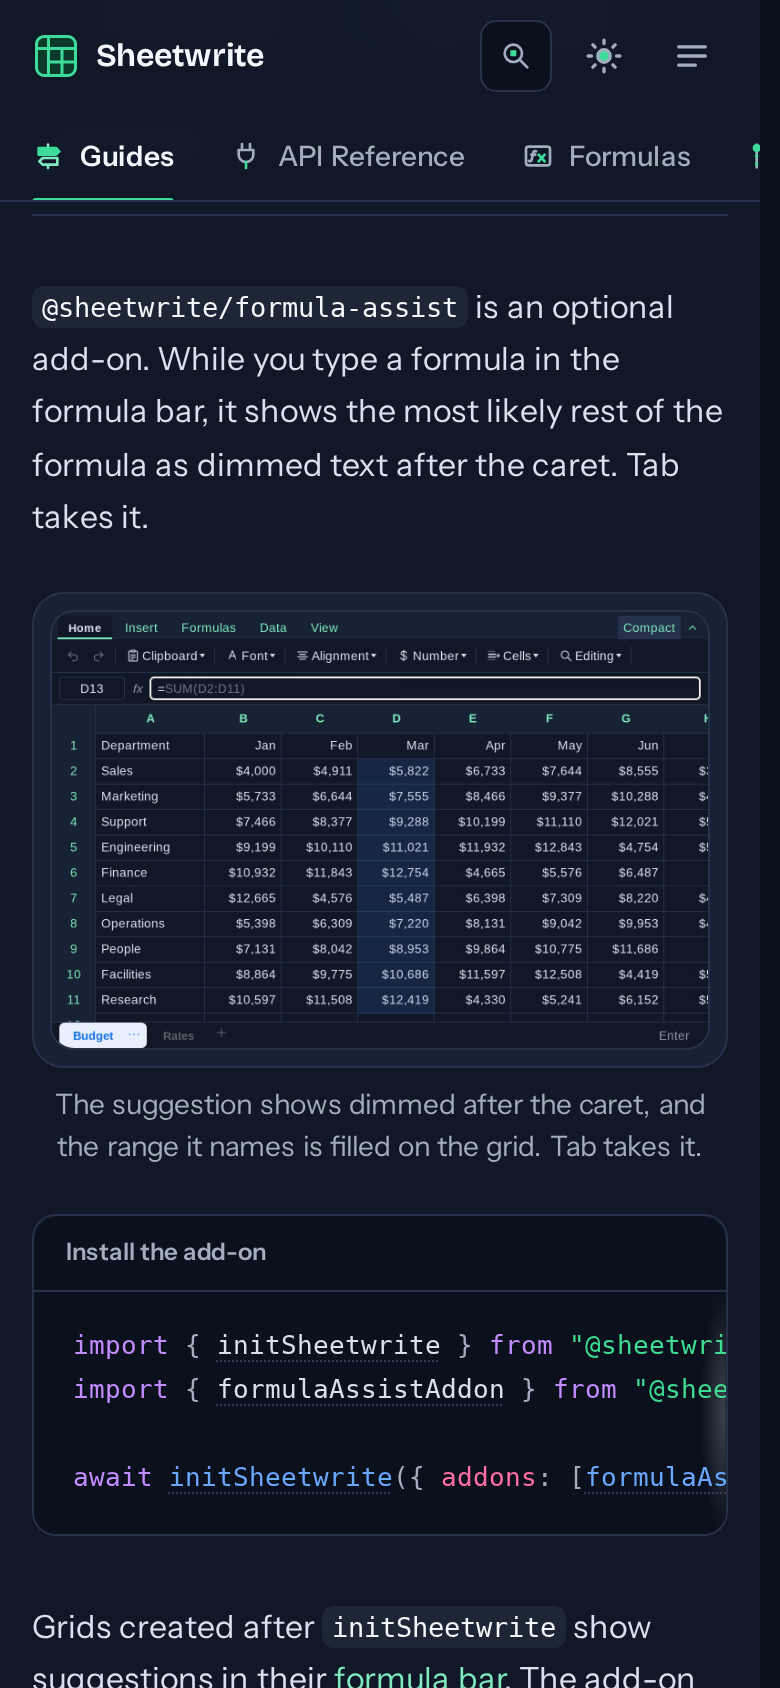 Sheetwrite
Guides API Reference Formulas
@sheetwrite/formula-assist is an optional
add-on. While you type a formula in the
formula bar, it shows the most likely rest of the
formula as dimmed text after the caret. Tab
takes it.
Home Insert Formulas Data View Compact
Clipboard Font Alignment $ Number Cells Editing
D13 fx =SUM(D2:D11)
A B C D E F G
1 Department Jan Feb Mar Apr May Jun
2 Sales $4,000 $4,911 $5,822 $6,733 $7,644 $8,555
3 Marketing $5,733 $6,644 $7,555 $8,466 $9,377 $10,288
4 Support $7,466 $8,377 $9,288 $10,199 $11,110 $12,021
5 Engineering $9,199 $10,110 $11,021 $11,932 $12,843 $4,754
6 Finance $10,932 $11,843 $12,754 $4,665 $5,576 $6,487
7 Legal $12,665 $4,576 $5,487 $6,398 $7,309 $8,220
8 Operations $5,398 $6,309 $7,220 $8,131 $9,042 $9,953
9 People $7,131 $8,042 $8,953 $9,864 $10,775 $11,686
10 Facilities $8,864 $9,775 $10,686 $11,597 $12,508 $4,419
11 Research $10,597 $11,508 $12,419 $4,330 $5,241 $6,152
Budget ... Rates + Enter
The suggestion shows dimmed after the caret, and
the range it names is filled on the grid. Tab takes it.
Install the add-on
import { initSheetwrite } from "@sheetwri
import { formulaAssistAddon } from "@shee
await initSheetwrite({ addons: [formulaAs
Grids created after initSheetwrite show
suggestions in their formula bar. The add-on